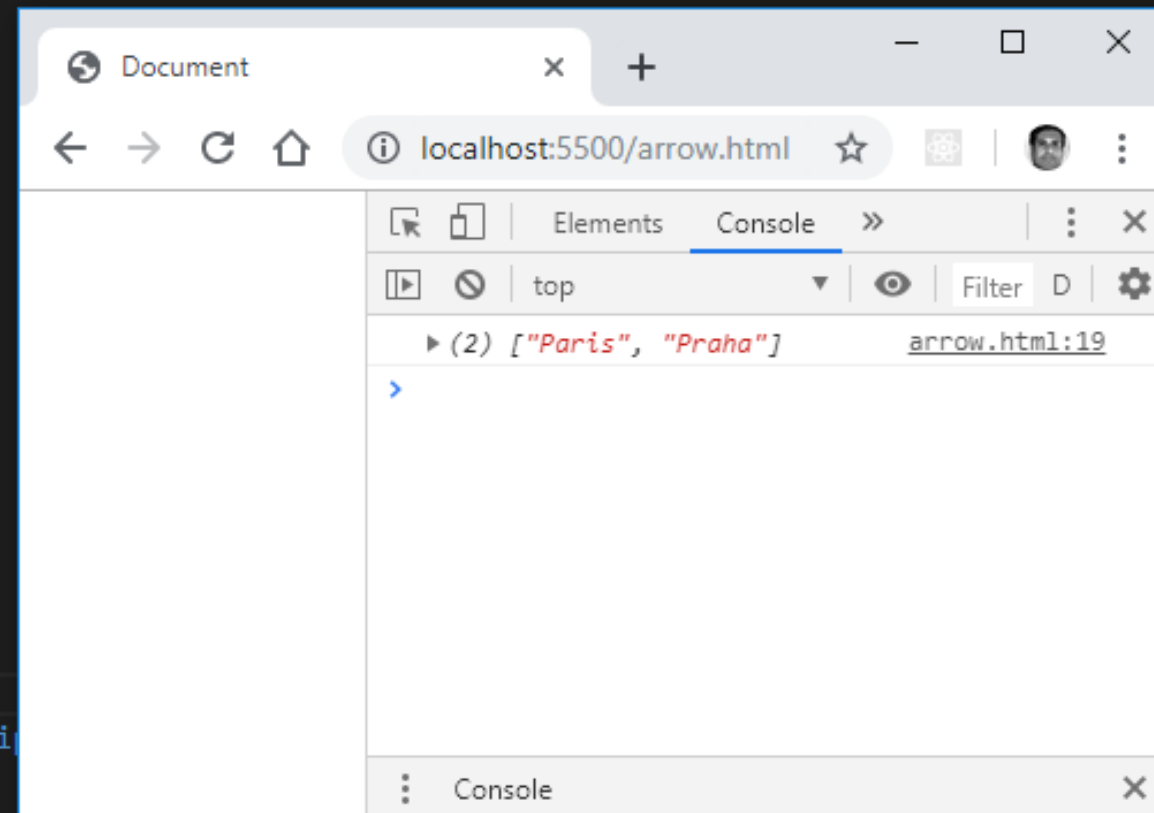 Document
localhost:5500/arrow.html
Elements Console
top Filter D
(2) ["Paris", "Praha"] arrow.html:19
Console